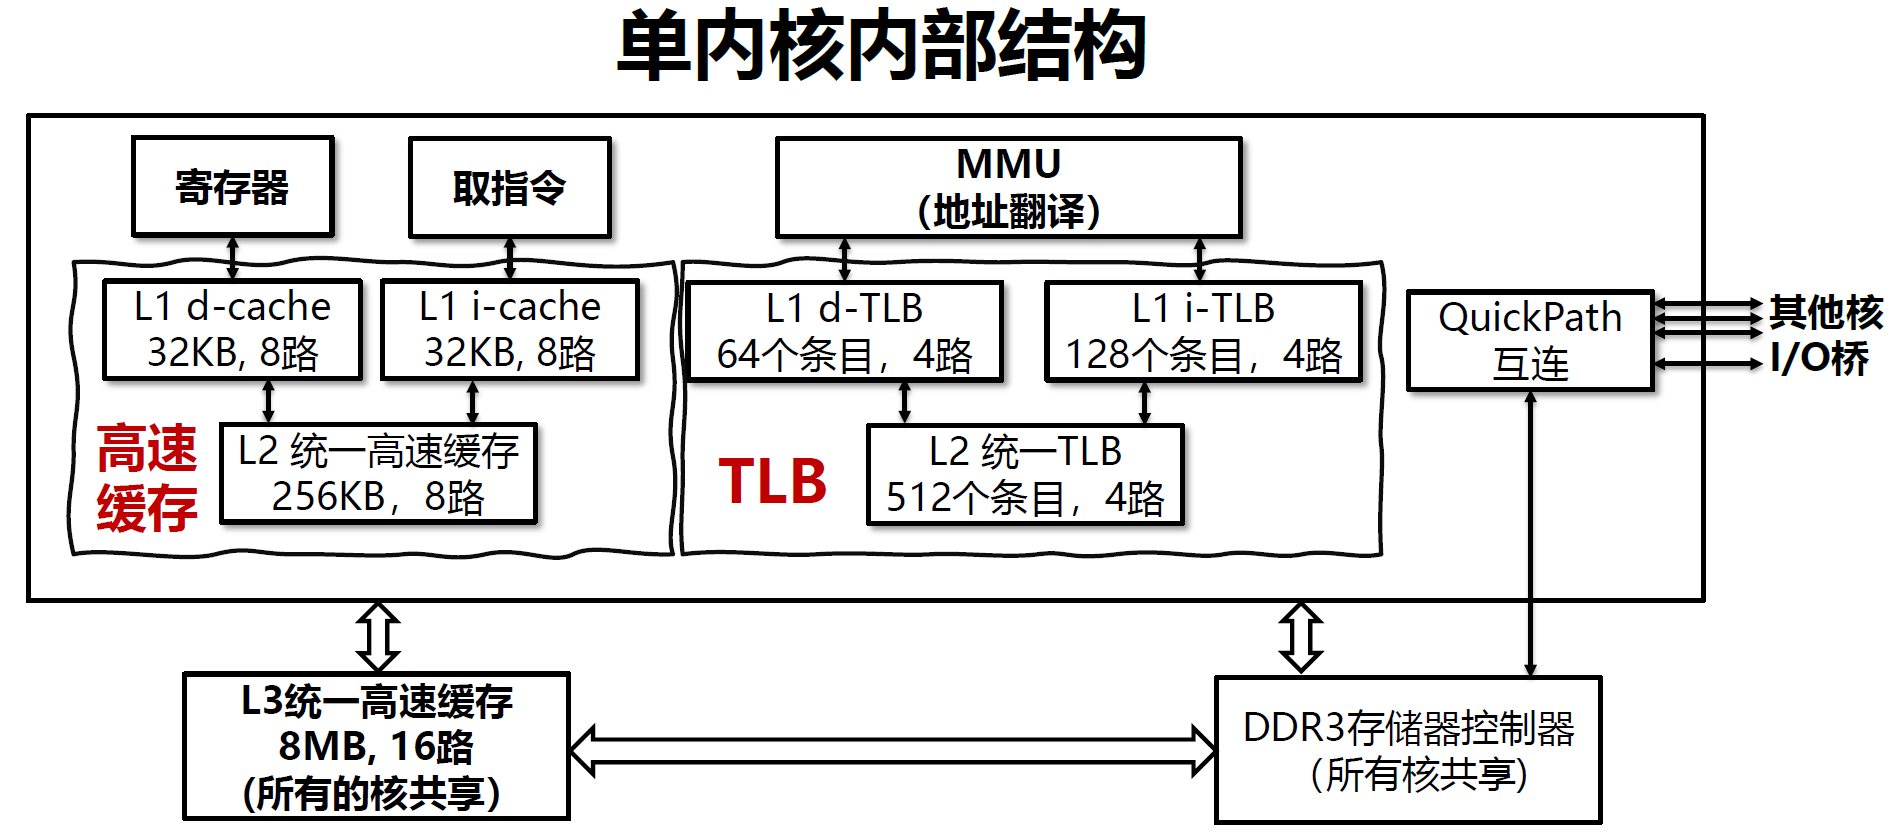 单内核内部结构
寄存器
取指令
MMU
（地址翻译）
L1 d-cache
32KB, 8路
L1 i-cache
32KB, 8路
L1 d-TLB
64个条目，4路
L1 i-TLB
128个条目，4路
QuickPath
互连
其他核
I/O桥
高速
缓存
L2 统一高速缓存
256KB，8路
TLB
L2 统一TLB
512个条目，4路
L3统一高速缓存
8MB, 16路
（所有的核共享）
DDR3存储器控制器
（所有核共享)